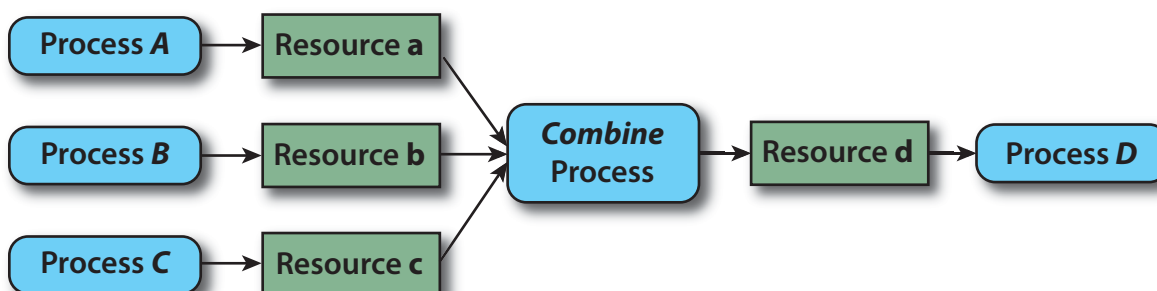 Process A
Resource a
Process B
Resource b
Combine
Process
Resource d
Process D
Process C
Resource c